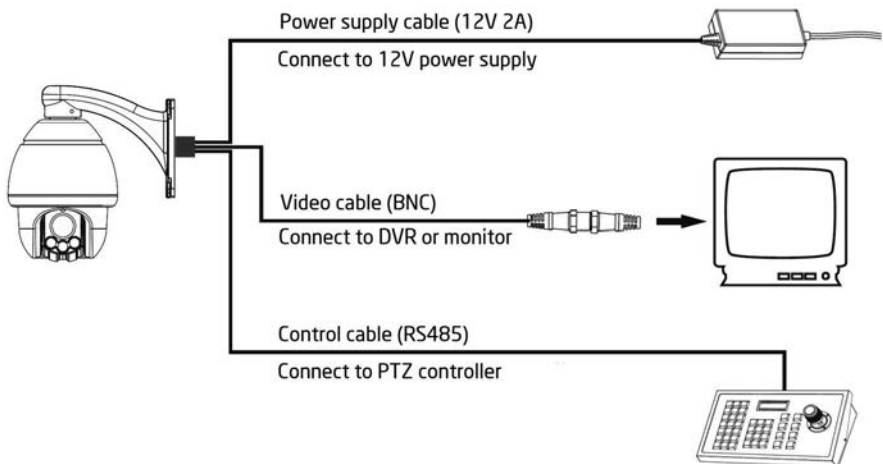 Power supply cable (12V 2A)
Connect to 12V power supply
Video cable (BNC)
Connect to DVR or monitor
Control cable (RS485)
Connect to PTZ controller